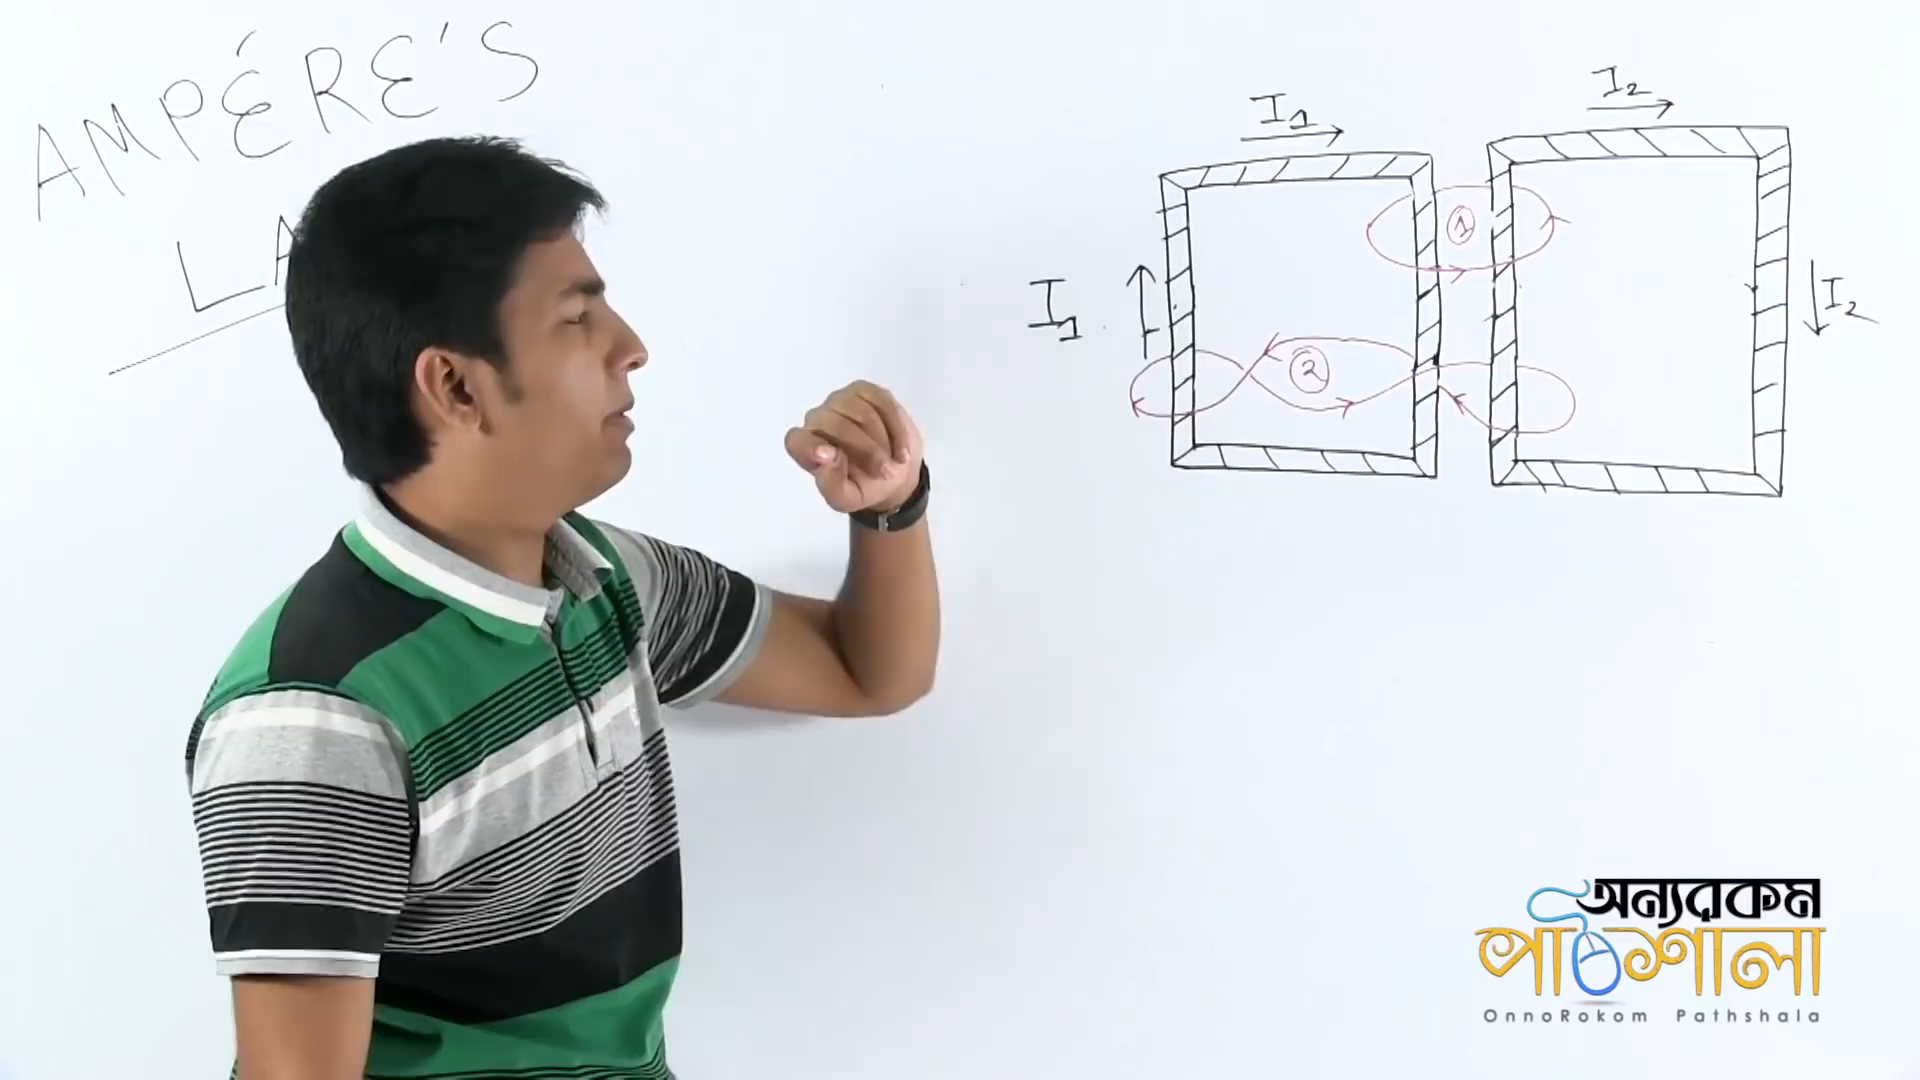 AMPÉRE'S
LA
I₁
I₂
I₁
I₂
1
2
অন্যরকম
পাঠশালা
OnnoRokom Pathshala